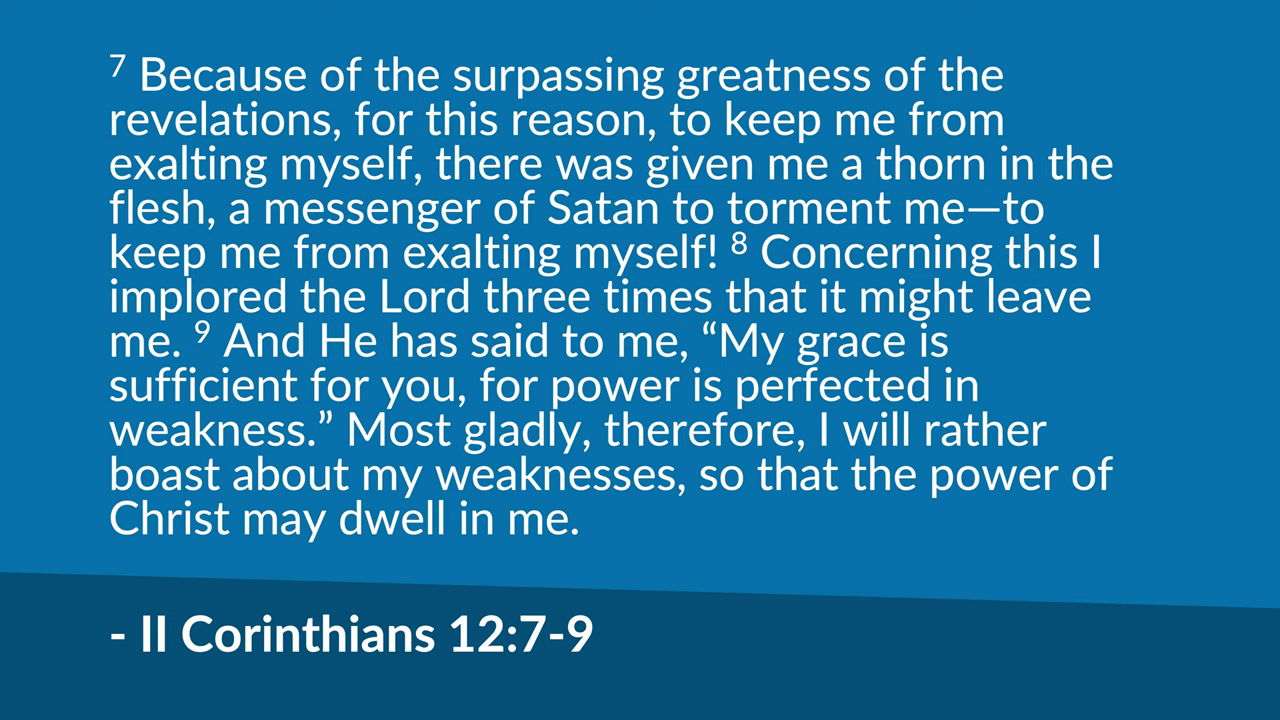 7 Because of the surpassing greatness of the
revelations, for this reason, to keep me from
exalting myself, there was given me a thorn in the
flesh, a messenger of Satan to torment me—to
keep me from exalting myself! 8 Concerning this I
implored the Lord three times that it might leave
me. 9 And He has said to me, “My grace is
sufficient for you, for power is perfected in
weakness.” Most gladly, therefore, I will rather
boast about my weaknesses, so that the power of
Christ may dwell in me.
- II Corinthians 12:7-9